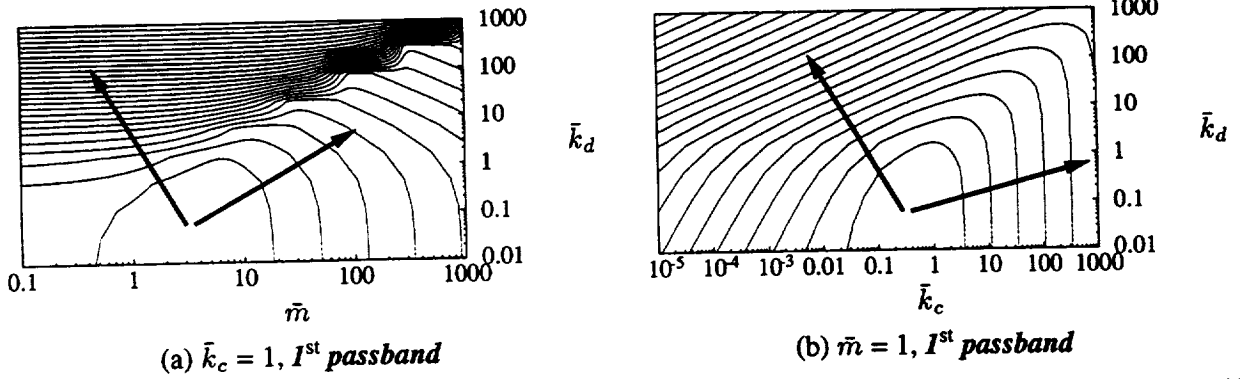 1000
100
10
1
0.1
0.01
k̄_d
0.1 1 10 100 1000
m̄
(a) k̄_c = 1, 1st passband
1000
100
10
1
0.1
0.01
k̄_d
10-5 10-4 10-3 0.01 0.1 1 10 100 1000
k̄_c
(b) m̄ = 1, 1st passband